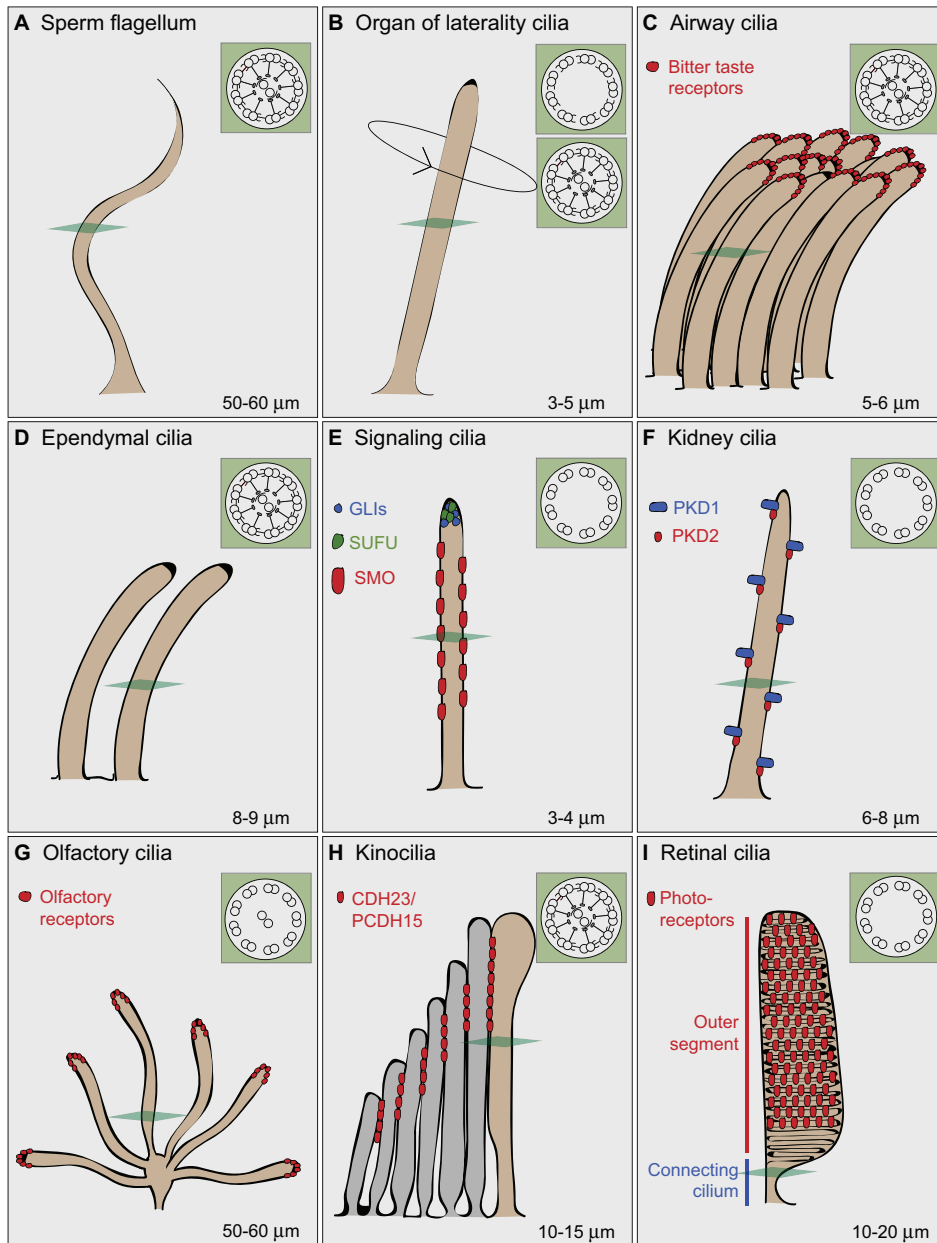 A Sperm flagellum
50-60 μm
B Organ of laterality cilia
3-5 μm
C Airway cilia
Bitter taste
receptors
5-6 μm
D Ependymal cilia
8-9 μm
E Signaling cilia
GLIs
SUFU
SMO
3-4 μm
F Kidney cilia
PKD1
PKD2
6-8 μm
G Olfactory cilia
Olfactory
receptors
50-60 μm
H Kinocilia
CDH23/
PCDH15
10-15 μm
I Retinal cilia
Photo-
receptors
Outer
segment
Connecting
cilium
10-20 μm